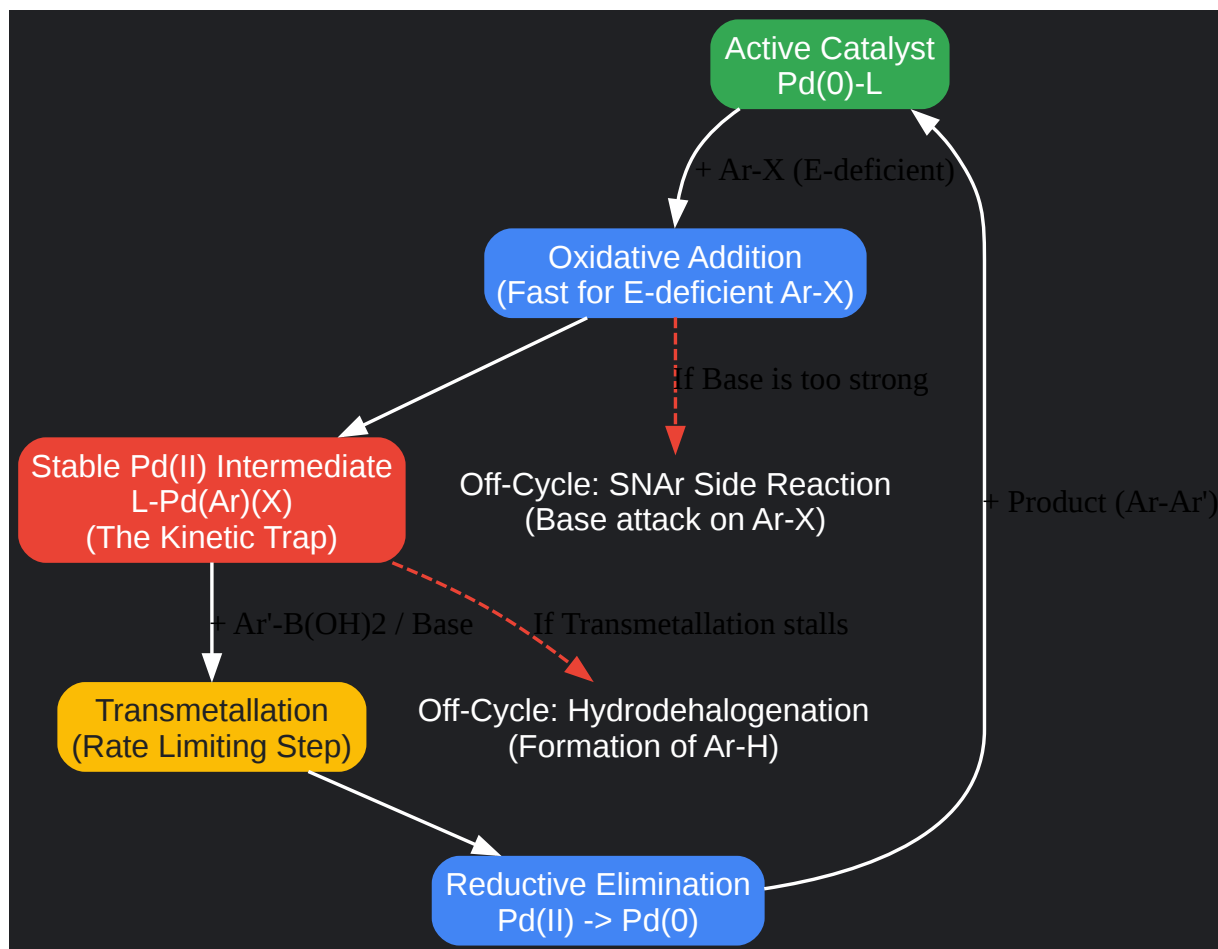 Active Catalyst
Pd(0)-L
+ Ar-X (E-deficient)
Oxidative Addition
(Fast for E-deficient Ar-X)
If Base is too strong
Stable Pd(II) Intermediate
L-Pd(Ar)(X)
(The Kinetic Trap)
Off-Cycle: SNAr Side Reaction
(Base attack on Ar-X)
+ Product (Ar-Ar')
+ Ar'-B(OH)2 / Base
If Transmetallation stalls
Transmetallation
(Rate Limiting Step)
Off-Cycle: Hydrodehalogenation
(Formation of Ar-H)
Reductive Elimination
Pd(II) -> Pd(0)